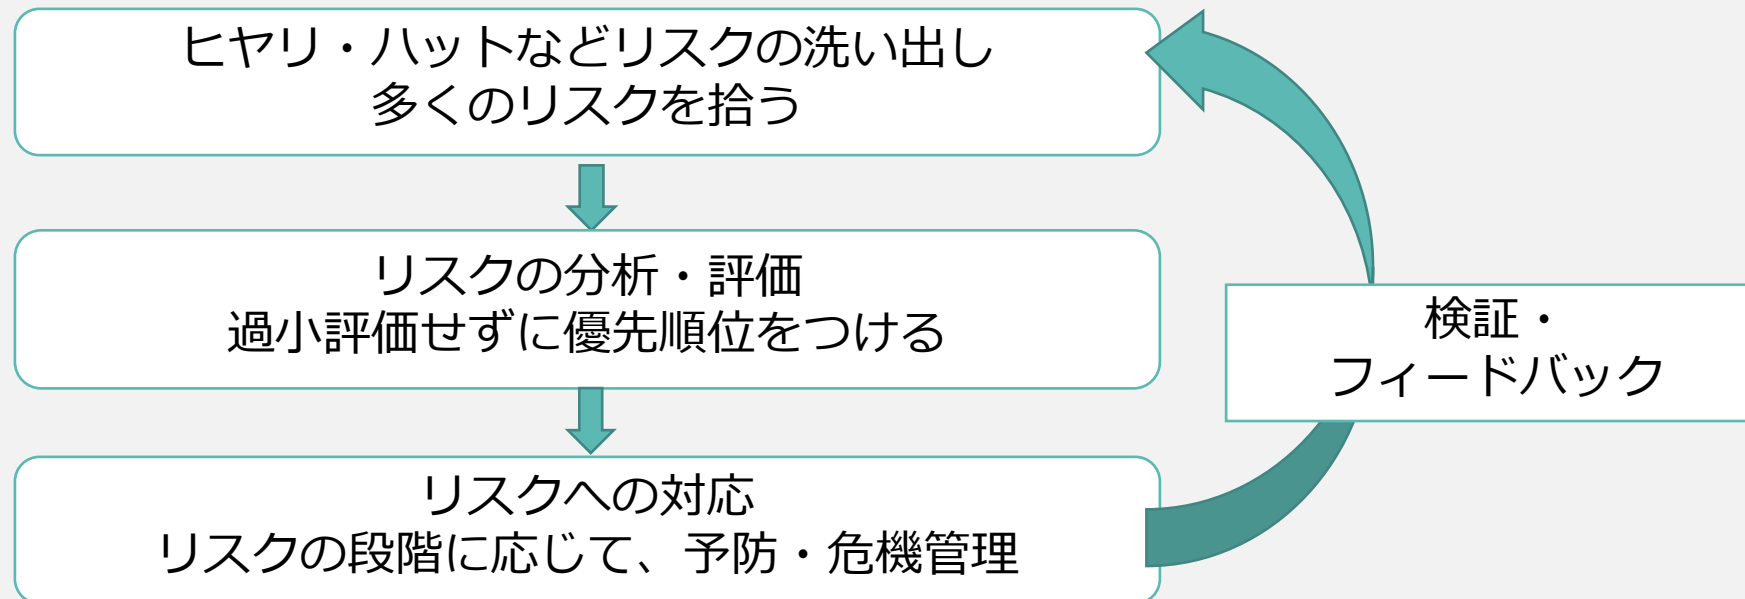 ヒヤリ・ハットなどリスクの洗い出し
多くのリスクを拾う
リスクの分析・評価
過小評価せずに優先順位をつける
検証・
フィードバック
リスクへの対応
リスクの段階に応じて、予防・危機管理